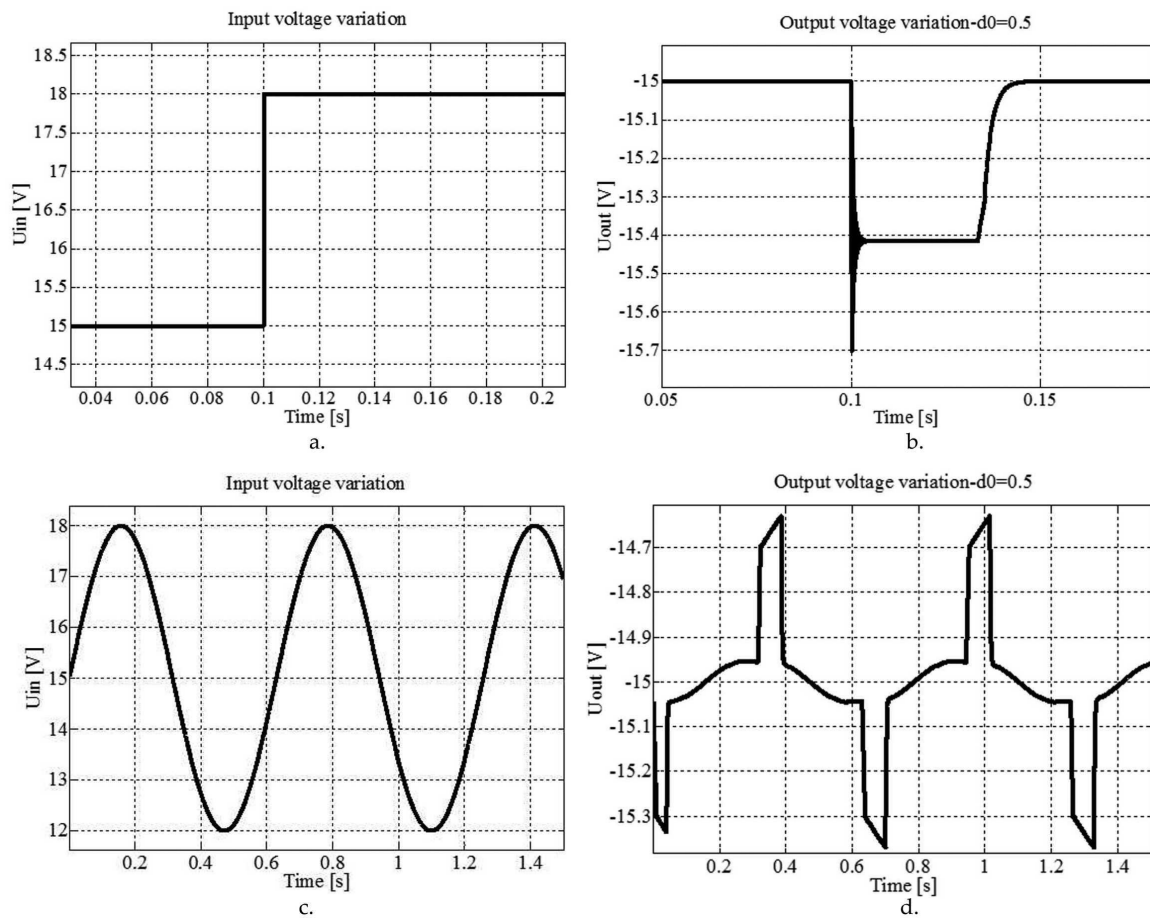 Input voltage variation
18.5
18
17.5
17
16.5
16
15.5
15
14.5
Uin [V]
0.04 0.06 0.08 0.1 0.12 0.14 0.16 0.18 0.2
Time [s]
a.
Output voltage variation-d0=0.5
-15
-15.1
-15.2
-15.3
-15.4
-15.5
-15.6
-15.7
Uout [V]
0.05 0.1 0.15
Time [s]
b.
Input voltage variation
18
17
16
15
14
13
12
Uin [V]
0.2 0.4 0.6 0.8 1 1.2 1.4
Time [s]
c.
Output voltage variation-d0=0.5
-14.7
-14.8
-14.9
-15
-15.1
-15.2
-15.3
Uout [V]
0.2 0.4 0.6 0.8 1 1.2 1.4
Time [s]
d.